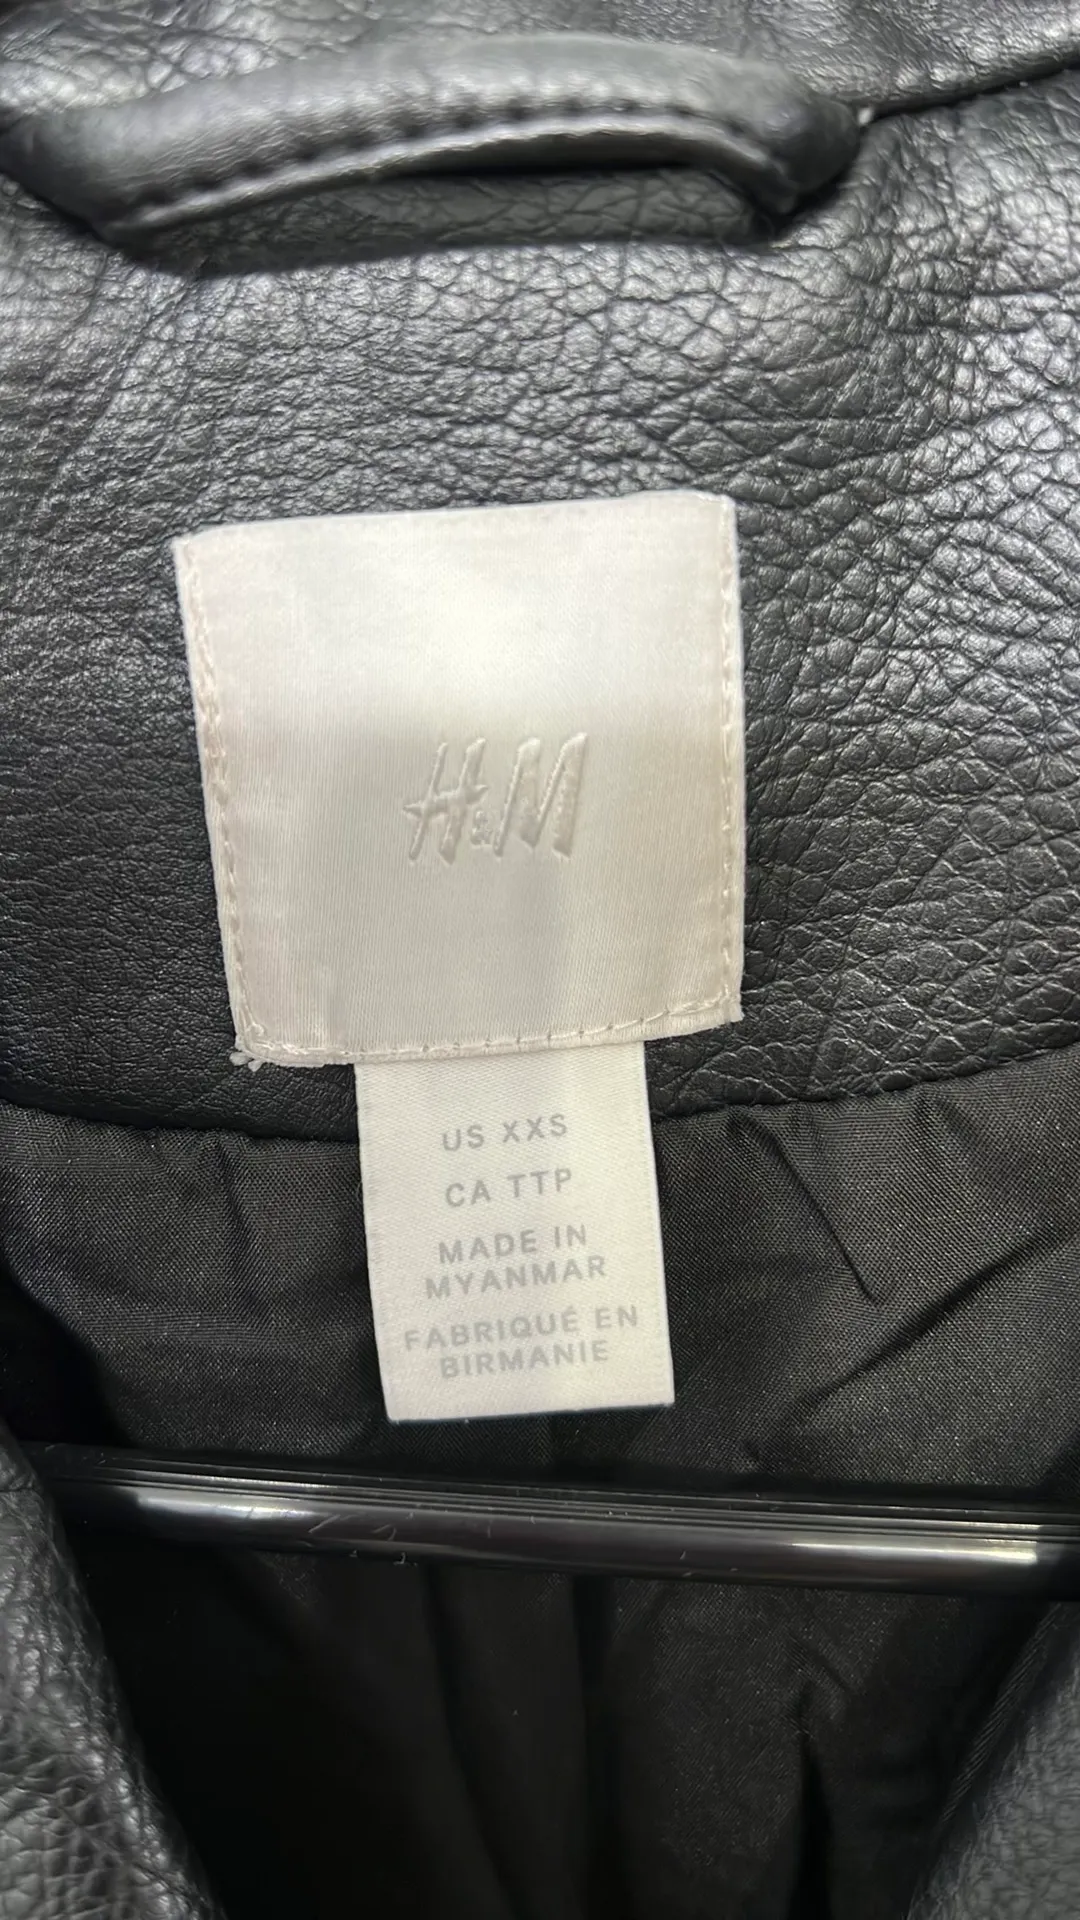 H&M
US XXS
CA TTP
MADE IN
MYANMAR
FABRIQUÉ EN
BIRMANIE